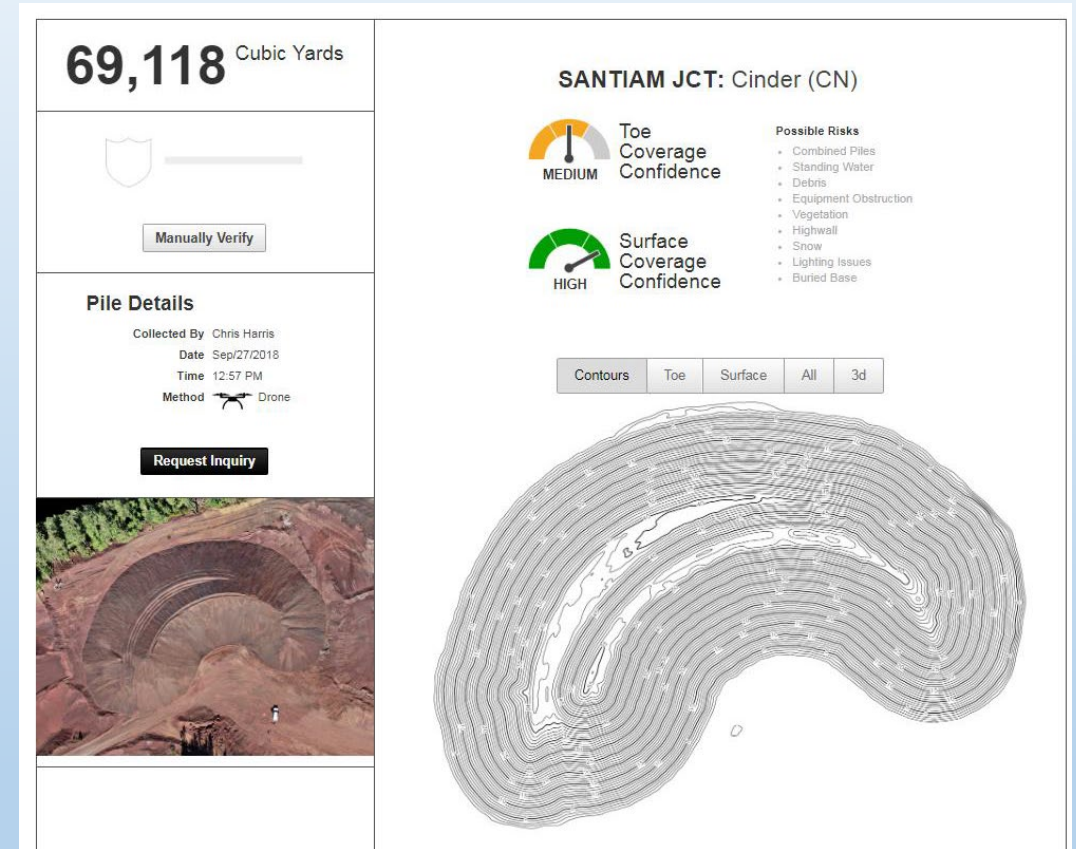 69,118 Cubic Yards
Manually Verify
Pile Details
Collected By Chris Harris
Date Sep/27/2018
Time 12:57 PM
Method Drone
Request Inquiry
SANTIAM JCT: Cinder (CN)
MEDIUM
Toe
Coverage
Confidence
HIGH
Surface
Coverage
Confidence
Possible Risks
Combined Piles
Standing Water
Debris
Equipment Obstruction
Vegetation
Highwall
Snow
Lighting Issues
Buried Base
Contours Toe Surface All 3d